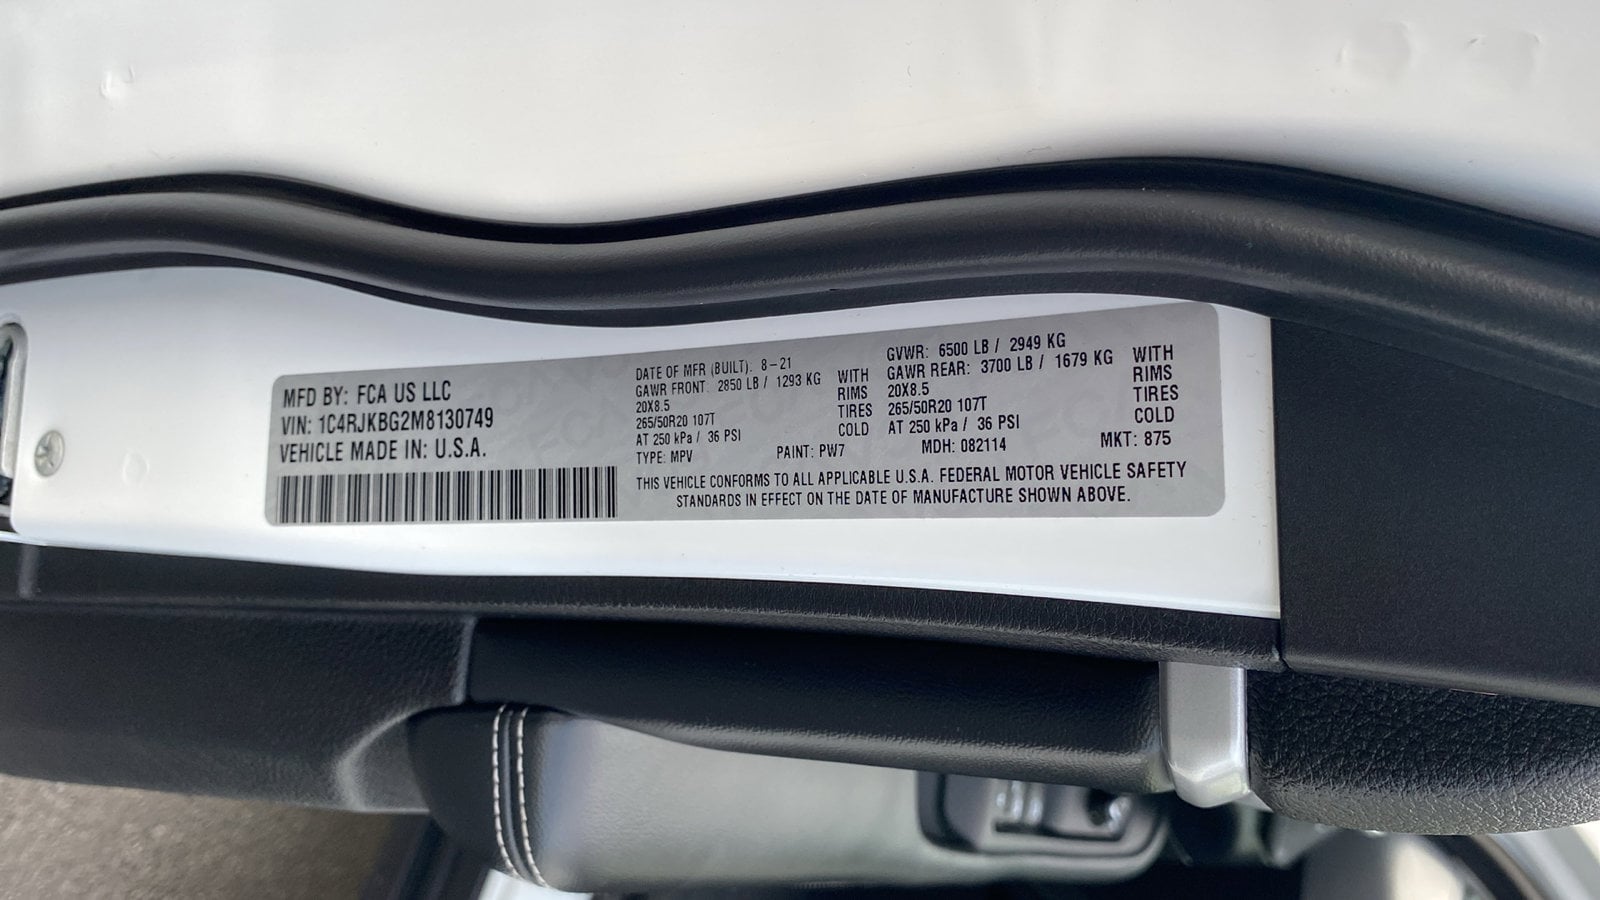 MFD BY: FCA US LLC
VIN: 1C4RJKBG2M8130749
VEHICLE MADE IN: U.S.A.
DATE OF MFR (BUILT): 8-21
GAWR FRONT: 2850 LB / 1293 KG WITH
20X8.5 RIMS
265/50R20 107T TIRES
AT 250 kPa / 36 PSI COLD
GVWR: 6500 LB / 2949 KG
GAWR REAR: 3700 LB / 1679 KG WITH
20X8.5 RIMS
265/50R20 107T TIRES
AT 250 kPa / 36 PSI COLD
TYPE: MPV PAINT: PW7 MDH: 082114 MKT: 875
THIS VEHICLE CONFORMS TO ALL APPLICABLE U.S.A. FEDERAL MOTOR VEHICLE SAFETY
STANDARDS IN EFFECT ON THE DATE OF MANUFACTURE SHOWN ABOVE.